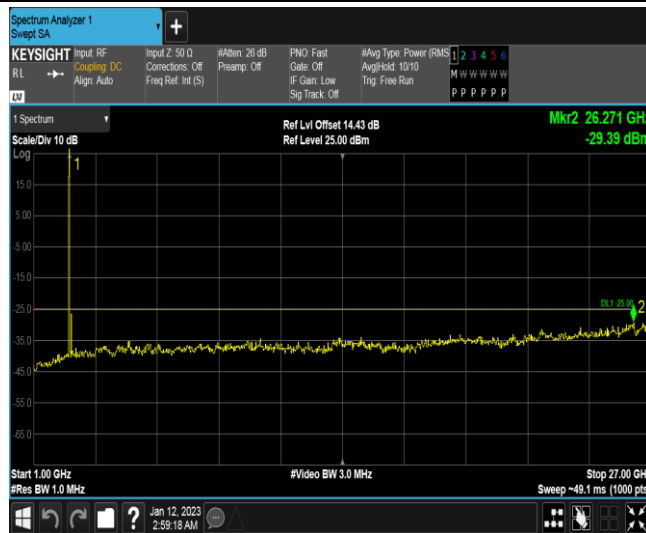 Spectrum Analyzer 1
Swept SA
KEYSIGHT
RL
Input: RF
Coupling: DC
Align: Auto
Input Z: 50 Ω
Corrections: Off
Freq Ref: Int (S)
#Atten: 26 dB
Preamp: Off
PNO: Fast
Gate: Off
IF Gain: Low
Sig Track: Off
#Avg Type: Power (RMS
Avg|Hold: 10/10
Trig: Free Run
1 2 3 4 5 6
M W W W W W
P P P P P P
1 Spectrum
Scale/Div 10 dB
Log
Ref Lvl Offset 14.43 dB
Ref Level 25.00 dBm
Mkr2 26.271 GHz
-29.39 dBm
1
15.0
5.00
-5.00
-15.0
-25.0
-35.0
-45.0
-55.0
-65.0
DL1 -25.00
2
Start 1.00 GHz
#Res BW 1.0 MHz
#Video BW 3.0 MHz
Stop 27.00 GH
Sweep ~49.1 ms (1000 pts
?
Jan 12, 2023
2:59:18 AM